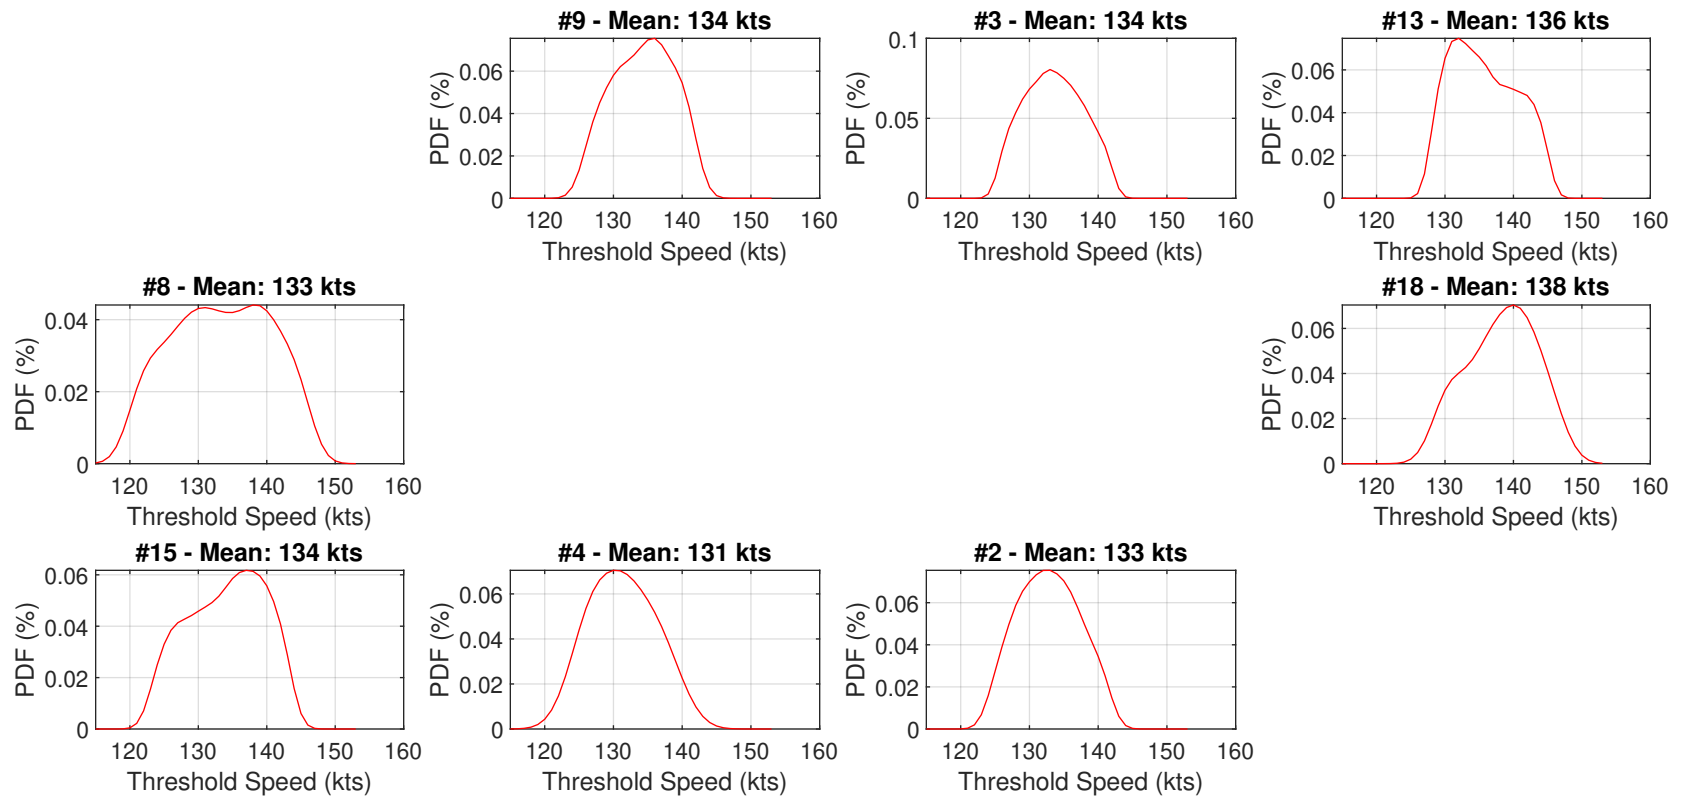 #9 - Mean: 134 kts
PDF (%)
0.06
0.04
0.02
0
120 130 140 150 160
Threshold Speed (kts)
#3 - Mean: 134 kts
PDF (%)
0.1
0.05
0
120 130 140 150 160
Threshold Speed (kts)
#13 - Mean: 136 kts
PDF (%)
0.06
0.04
0.02
0
120 130 140 150 160
Threshold Speed (kts)
#8 - Mean: 133 kts
PDF (%)
0.04
0.02
0
120 130 140 150 160
Threshold Speed (kts)
#18 - Mean: 138 kts
PDF (%)
0.06
0.04
0.02
0
120 130 140 150 160
Threshold Speed (kts)
#15 - Mean: 134 kts
PDF (%)
0.06
0.04
0.02
0
120 130 140 150 160
Threshold Speed (kts)
#4 - Mean: 131 kts
PDF (%)
0.06
0.04
0.02
0
120 130 140 150 160
Threshold Speed (kts)
#2 - Mean: 133 kts
PDF (%)
0.06
0.04
0.02
0
120 130 140 150 160
Threshold Speed (kts)